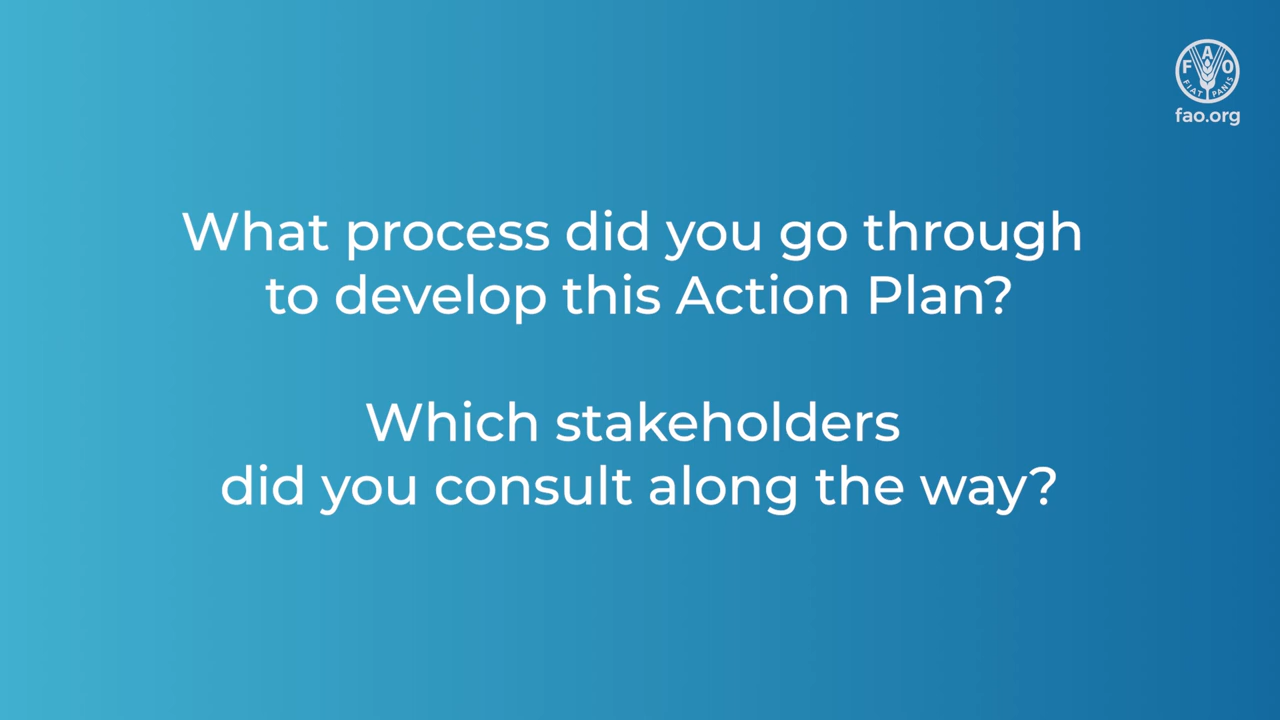 F A O
FIAT PANIS
fao.org
What process did you go through
to develop this Action Plan?
Which stakeholders
did you consult along the way?